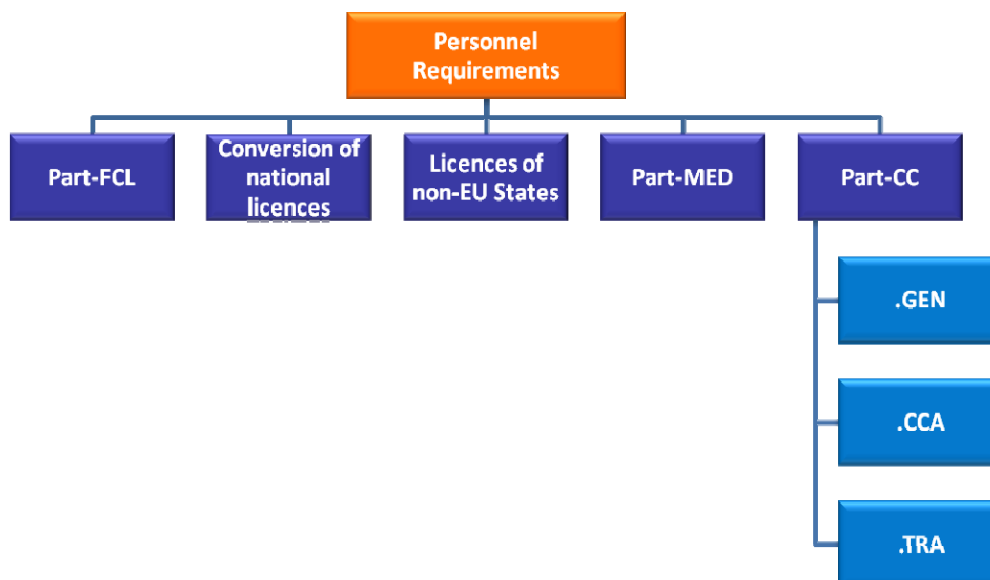 Personnel
Requirements
Part-FCL
Conversion of
national
licences
Licences of
non-EU States
Part-MED
Part-CC
.GEN
.CCA
.TRA